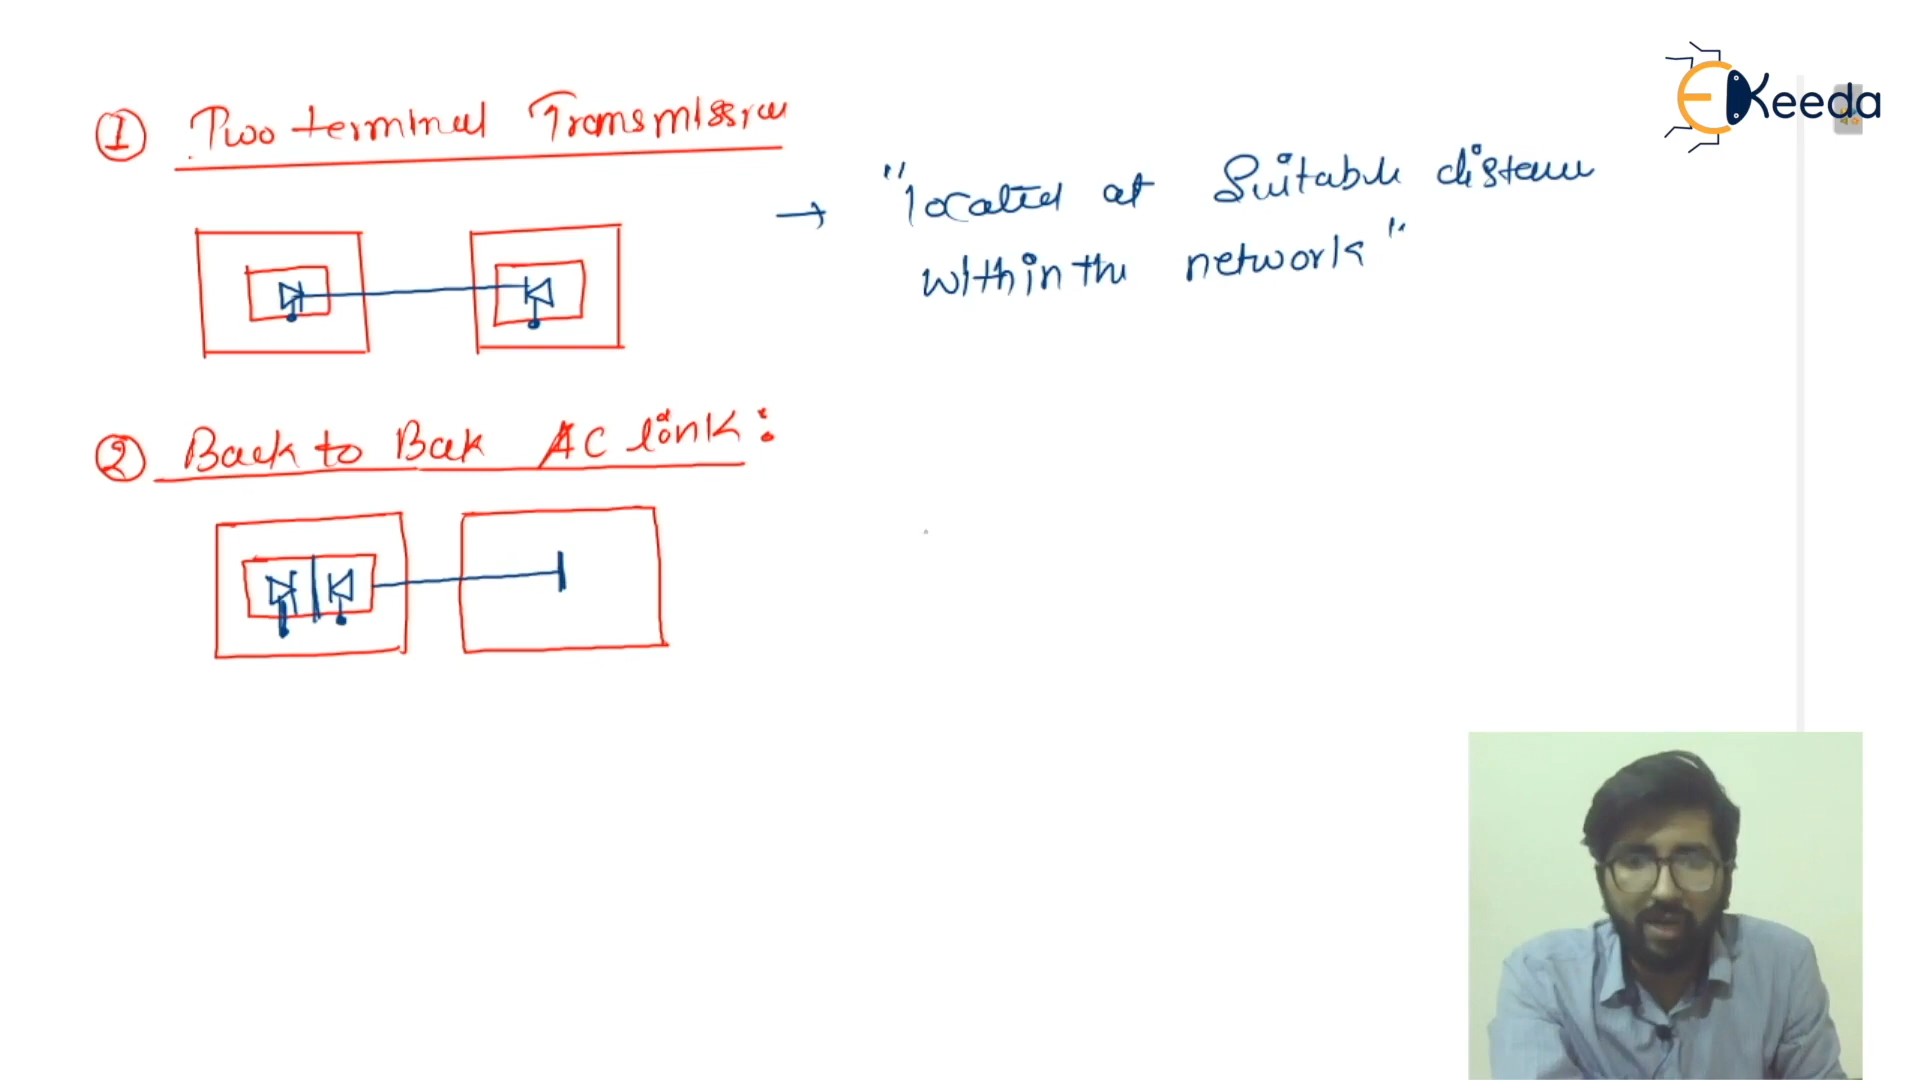 ① Two terminal Transmission
→ "located at Suitable distance
within the network"
② Back to Back AC link:
EKeeda